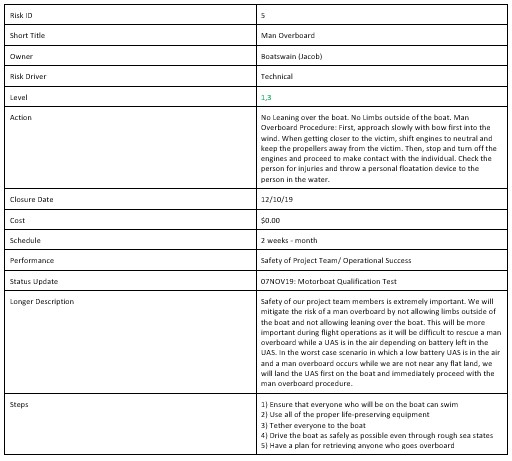 Risk ID 5
Short Title Man Overboard
Owner Boatswain (Jacob)
Risk Driver Technical
Level 1,3
Action No Leaning over the boat. No Limbs outside of the boat. Man
Overboard Procedure: First, approach slowly with bow first into the
wind. When getting closer to the victim, shift engines to neutral and
keep the propellers away from the victim. Then, stop and turn off the
engines and proceed to make contact with the individual. Check the
person for injuries and throw a personal floatation device to the
person in the water.
Closure Date 12/10/19
Cost $0.00
Schedule 2 weeks - month
Performance Safety of Project Team/ Operational Success
Status Update 07NOV19: Motorboat Qualification Test
Longer Description Safety of our project team members is extremely important. We will
mitigate the risk of a man overboard by not allowing limbs outside of
the boat and not allowing leaning over the boat. This will be more
important during flight operations as it will be difficult to rescue a man
overboard while a UAS is in the air depending on battery left in the
UAS. In the worst case scenario in which a low battery UAS is in the air
and a man overboard occurs while we are not near any flat land, we
will land the UAS first on the boat and immediately proceed with the
man overboard procedure.
Steps 1) Ensure that everyone who will be on the boat can swim
2) Use all of the proper life-preserving equipment
3) Tether everyone to the boat
4) Drive the boat as safely as possible even through rough sea states
5) Have a plan for retrieving anyone who goes overboard